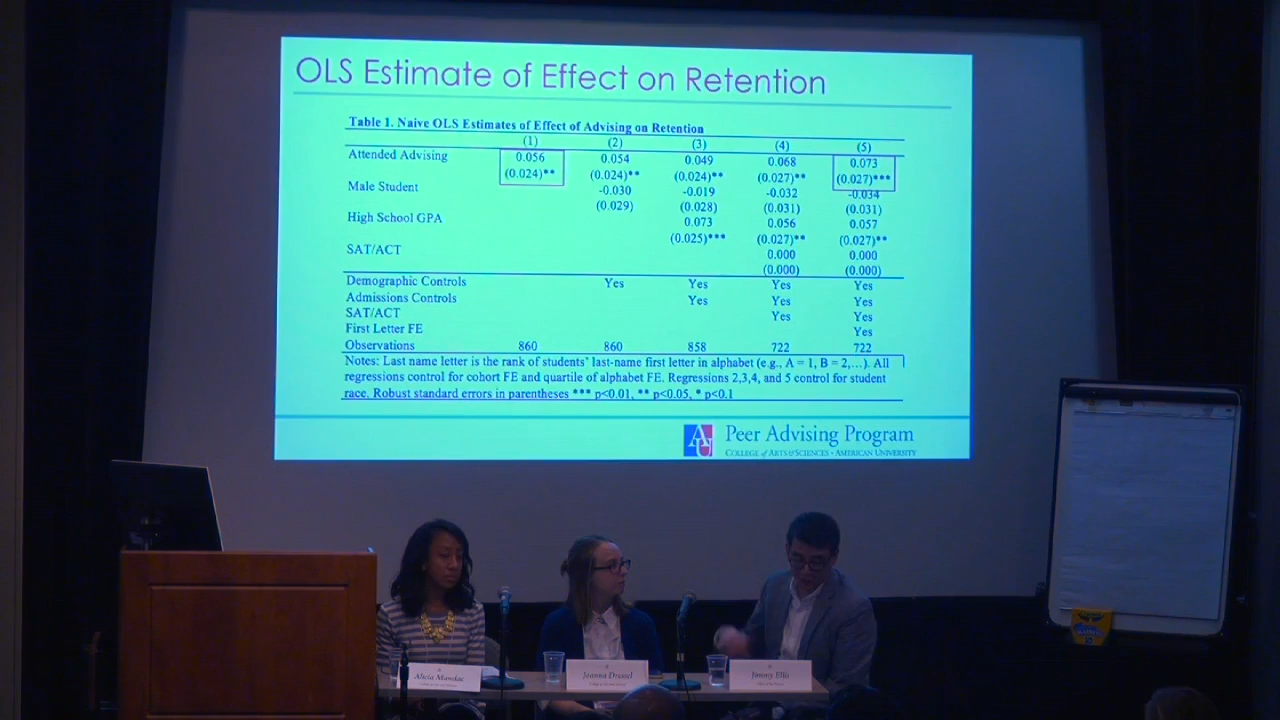 OLS Estimate of Effect on Retention
Table 1. Naive OLS Estimates of Effect of Advising on Retention
(1) (2) (3) (4) (5)
Attended Advising 0.056 0.054 0.049 0.068 0.073
(0.024)** (0.024)** (0.024)** (0.027)** (0.027)***
Male Student -0.030 -0.019 -0.032 -0.034
(0.029) (0.028) (0.031) (0.031)
High School GPA 0.073 0.056 0.057
(0.025)*** (0.027)** (0.027)**
SAT/ACT 0.000 0.000
(0.000) (0.000)
Demographic Controls Yes Yes Yes Yes
Admissions Controls Yes Yes Yes
SAT/ACT Yes Yes
First Letter FE Yes
Observations 860 860 858 722 722
Notes: Last name letter is the rank of students' last-name first letter in alphabet (e.g., A = 1, B = 2,...). All
regressions control for cohort FE and quartile of alphabet FE. Regressions 2,3,4, and 5 control for student
race. Robust standard errors in parentheses *** p<0.01, ** p<0.05, * p<0.1
AU
Peer Advising Program
COLLEGE of ARTS & SCIENCES • AMERICAN UNIVERSITY
Alicia
Joanna
Jimmy Ellis